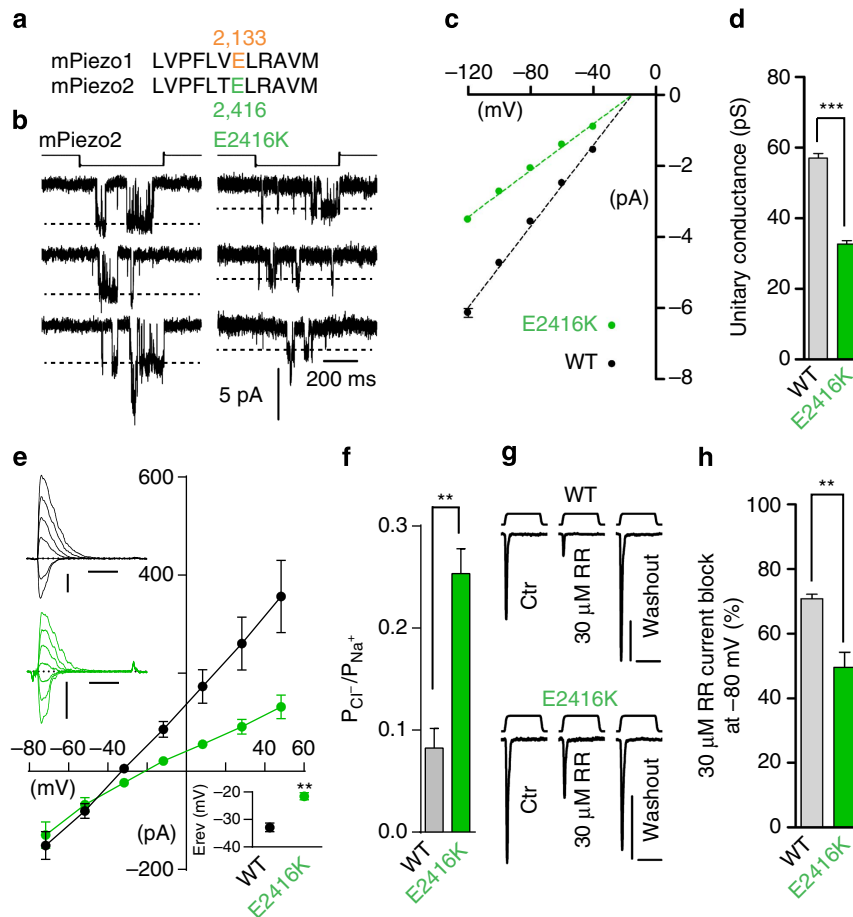 a
2,133
mPiezo1 LVPFLVELRAVM
mPiezo2 LVPFLTELRAVM
2,416
b
mPiezo2
E2416K
200 ms
5 pA
c
−120 −80 −40 0
(mV)
0
−2
(pA)
−4
−6
−8
E2416K
WT
d
Unitary conductance (pS)
80
60
40
20
0
***
WT
E2416K
e
600
400
−80 −60 −40 −20 20 40 60
(mV)
(pA)
−200
Erev (mV)
−20
−30
−40
**
WT
E2416K
f
PCl−/PNa+
0.3
0.2
0.1
0.0
**
WT
E2416K
g
WT
Ctr
30 μM RR
Washout
E2416K
Ctr
30 μM RR
Washout
h
30 μM RR current block
at −80 mV (%)
100
80
60
40
20
0
**
WT
E2416K